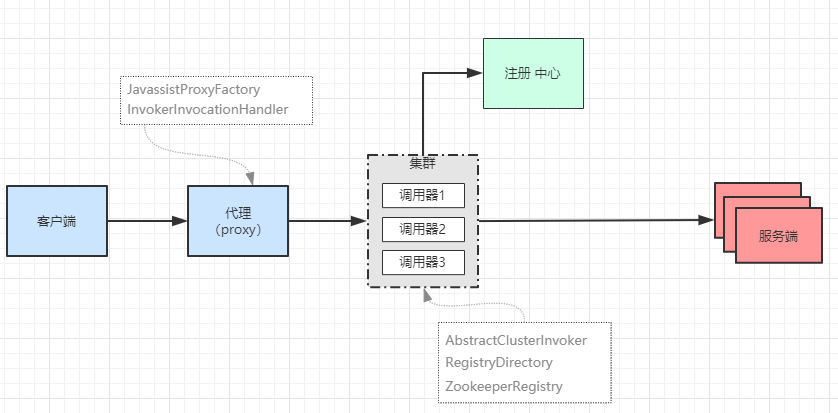 注册 中心
JavassistProxyFactory
InvokerInvocationHandler
集群
调用器1
调用器2
调用器3
客户端
代理
（proxy）
服务端
AbstractClusterInvoker
RegistryDirectory
ZookeeperRegistry